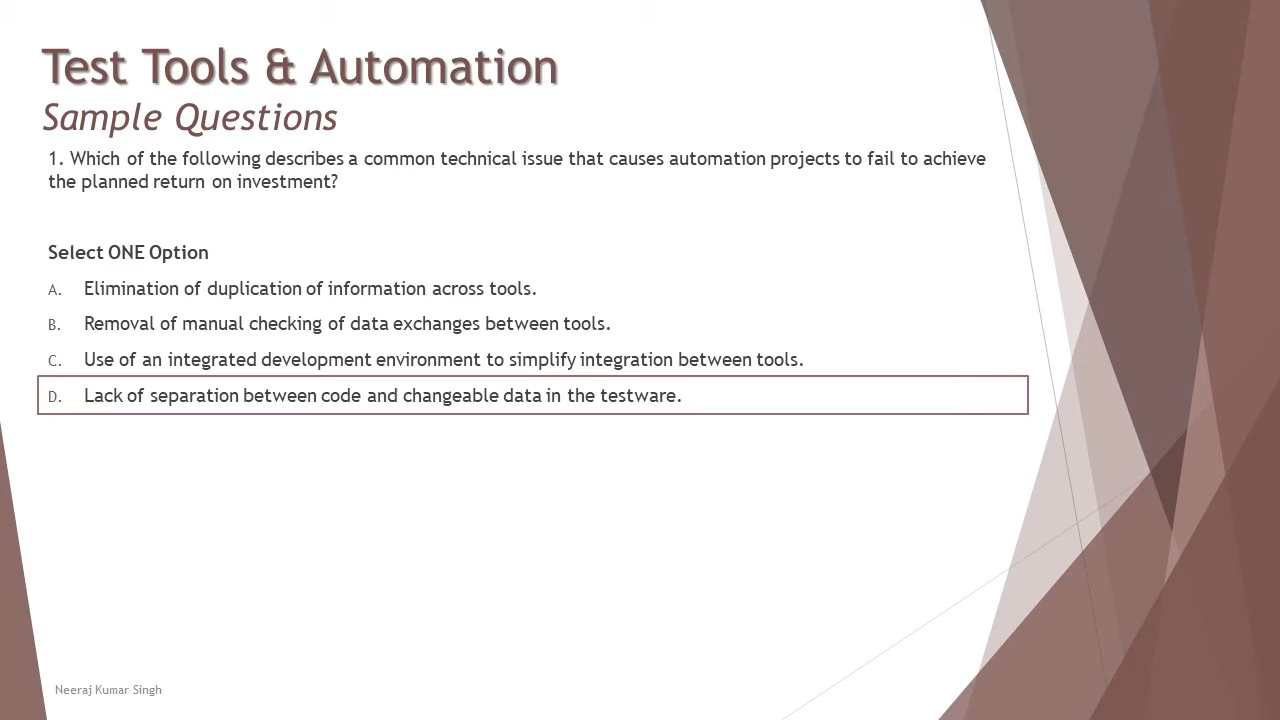 Test Tools & Automation
Sample Questions
1. Which of the following describes a common technical issue that causes automation projects to fail to achieve
the planned return on investment?
Select ONE Option
A. Elimination of duplication of information across tools.
B. Removal of manual checking of data exchanges between tools.
C. Use of an integrated development environment to simplify integration between tools.
D. Lack of separation between code and changeable data in the testware.
Neeraj Kumar Singh